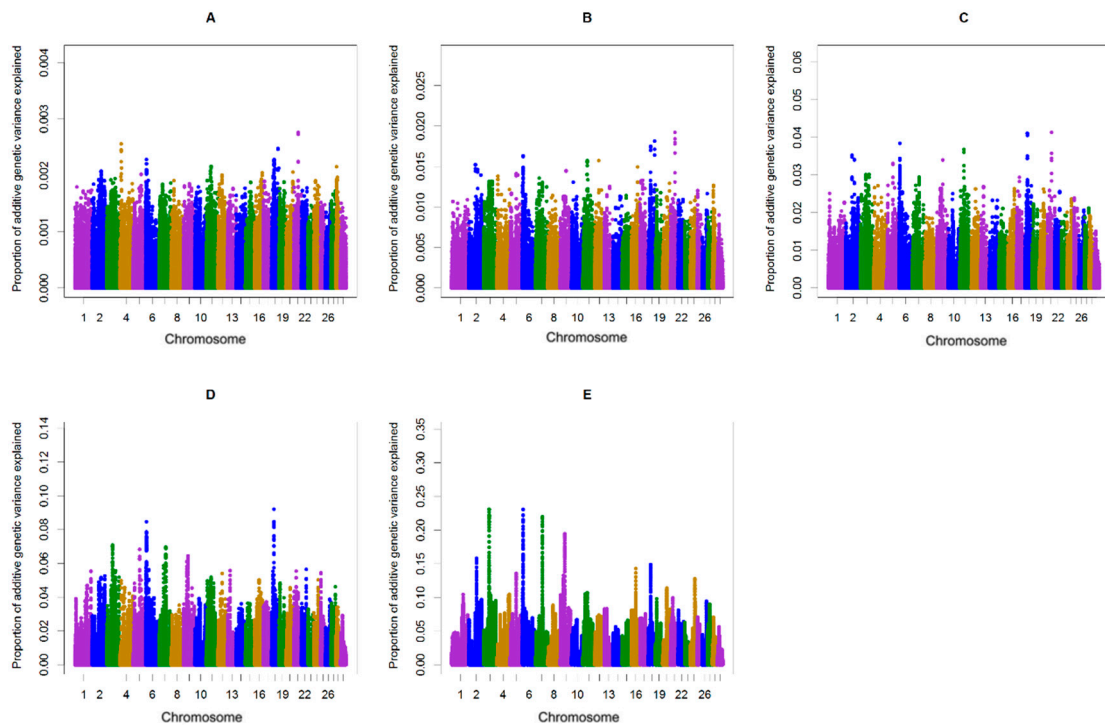 A
Proportion of additive genetic variance explained
0.004
0.003
0.002
0.001
0.000
1 2 4 6 8 10 13 16 19 22 26
Chromosome
B
Proportion of additive genetic variance explained
0.025
0.020
0.015
0.010
0.005
0.000
1 2 4 6 8 10 13 16 19 22 26
Chromosome
C
Proportion of additive genetic variance explained
0.06
0.05
0.04
0.03
0.02
0.01
0.00
1 2 4 6 8 10 13 16 19 22 26
Chromosome
D
Proportion of additive genetic variance explained
0.14
0.12
0.10
0.08
0.06
0.04
0.02
0.00
1 2 4 6 8 10 13 16 19 22 26
Chromosome
E
Proportion of additive genetic variance explained
0.35
0.30
0.25
0.20
0.15
0.10
0.05
0.00
1 2 4 6 8 10 13 16 19 22 26
Chromosome